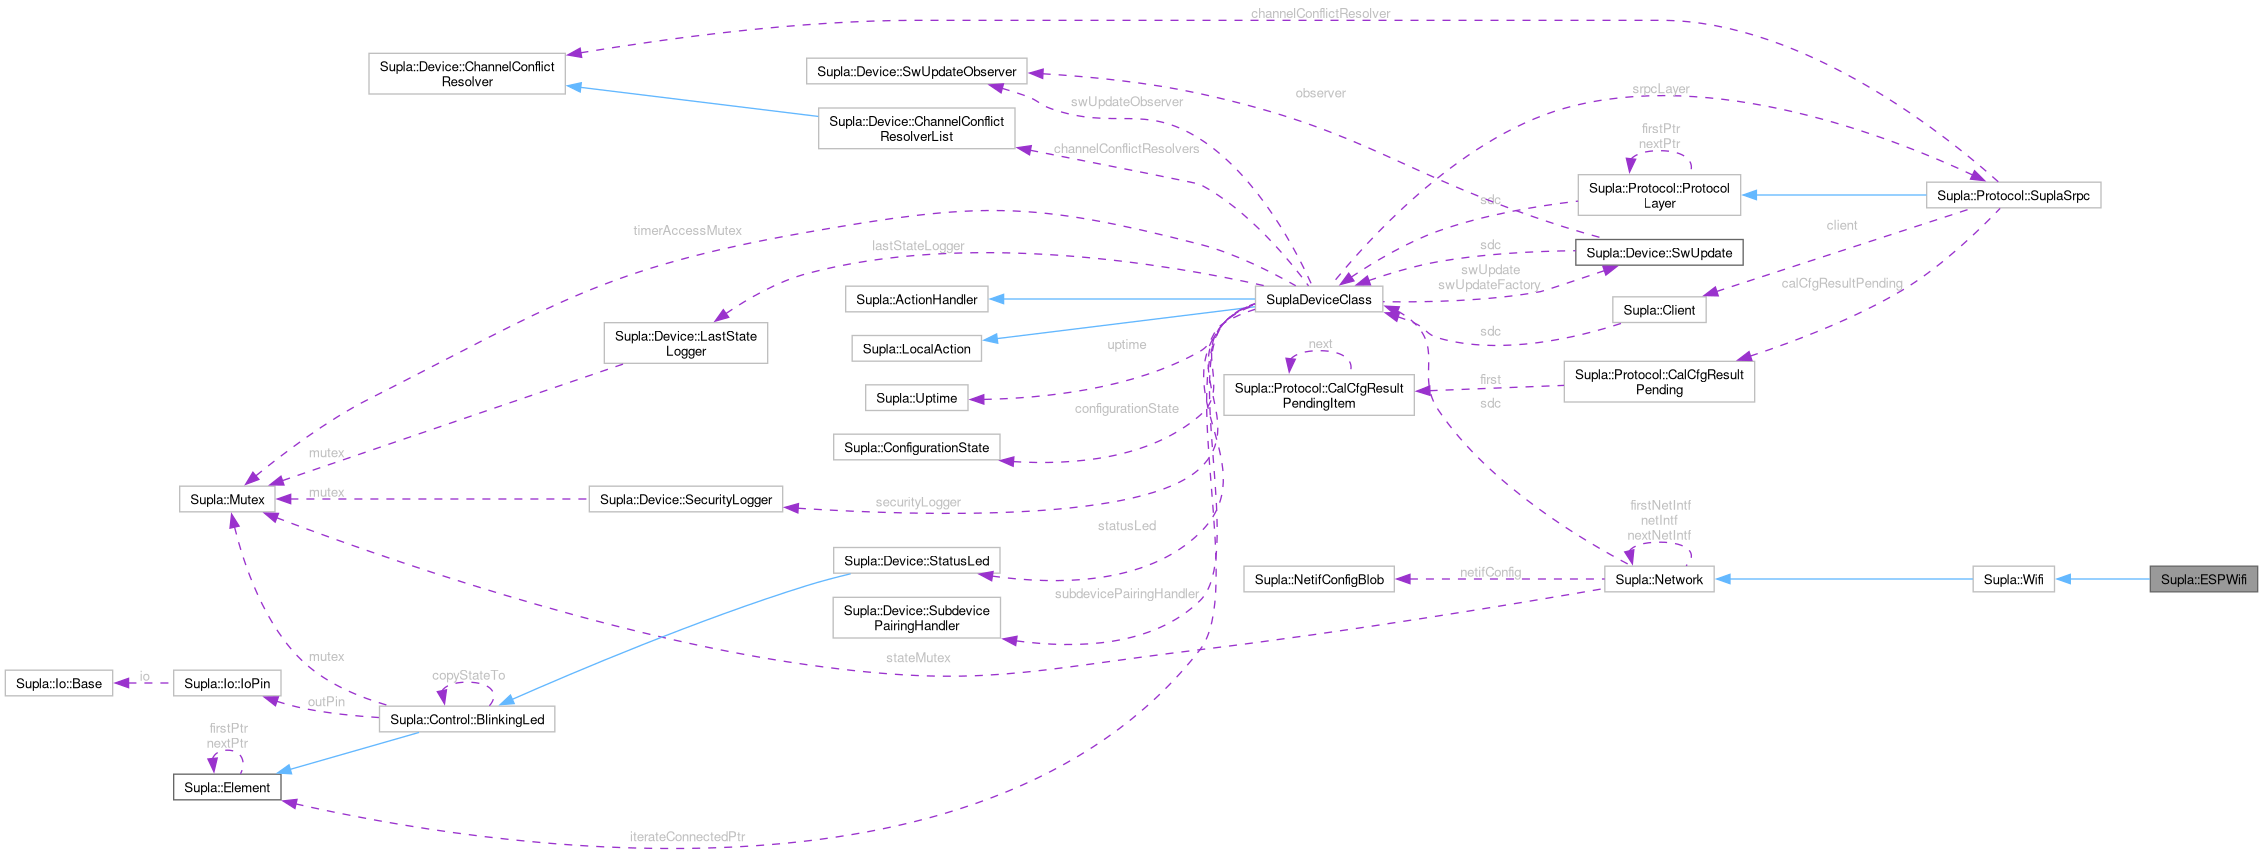 channelConflictResolver
Supla::Device::ChannelConflict
Resolver
Supla::Device::SwUpdateObserver
observer
srpcLayer
swUpdateObserver
Supla::Device::ChannelConflict
ResolverList
channelConflictResolvers
firstPtr
nextPtr
Supla::Protocol::Protocol
Layer
Supla::Protocol::SuplaSrpc
sdc
timerAccessMutex
lastStateLogger
sdc
Supla::Device::SwUpdate
client
swUpdate
swUpdateFactory
calCfgResultPending
Supla::ActionHandler
SuplaDeviceClass
Supla::Client
Supla::Device::LastState
Logger
sdc
Supla::LocalAction
uptime
next
Supla::Protocol::CalCfgResult
Pending
Supla::Protocol::CalCfgResult
PendingItem
first
sdc
Supla::Uptime
configurationState
Supla::ConfigurationState
mutex
Supla::Mutex
mutex
Supla::Device::SecurityLogger
securityLogger
firstNetIntf
netIntf
nextNetIntf
statusLed
Supla::Device::StatusLed
Supla::NetifConfigBlob
netifConfig
Supla::Network
Supla::Wifi
Supla::ESPWifi
subdevicePairingHandler
Supla::Device::Subdevice
PairingHandler
mutex
stateMutex
Supla::Io::Base
io
Supla::Io::IoPin
copyStateTo
outPin
Supla::Control::BlinkingLed
firstPtr
nextPtr
Supla::Element
iterateConnectedPtr